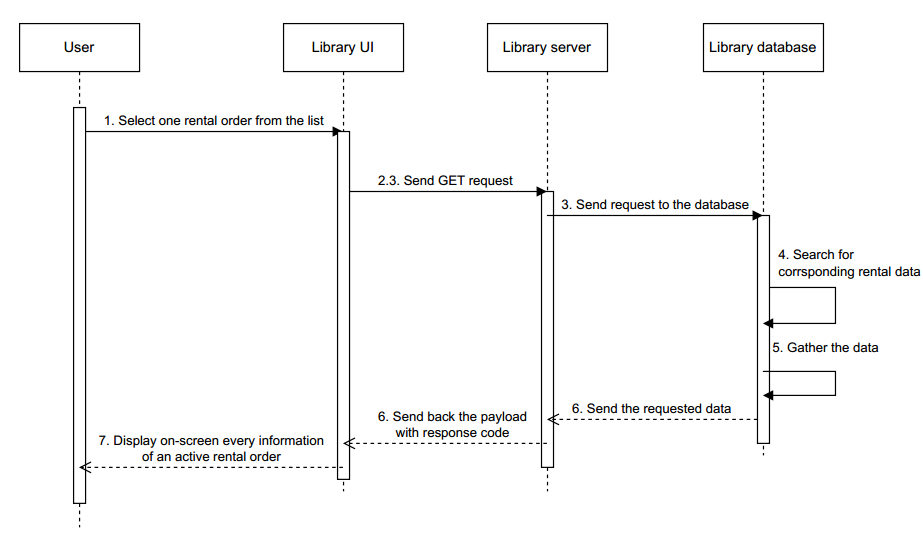 User
Library UI
Library server
Library database
1. Select one rental order from the list
2.3. Send GET request
3. Send request to the database
4. Search for
corrsponding rental data
5. Gather the data
6. Send the requested data
6. Send back the payload
with response code
7. Display on-screen every information
of an active rental order